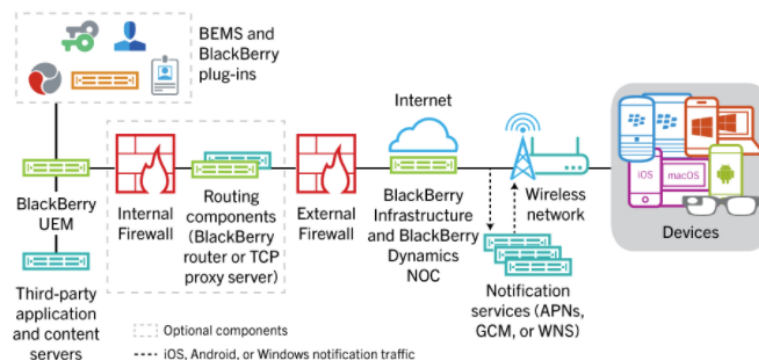 BEMS and
BlackBerry
plug-ins
Internet
BlackBerry
UEM
Internal
Firewall
Routing
components
(BlackBerry
router or TCP
proxy server)
External
Firewall
BlackBerry
Infrastructure
and BlackBerry
Dynamics
NOC
Wireless
network
iOS
macOS
Devices
Third-party
application
and content
servers
Notification
services (APNs,
GCM, or WNS)
Optional components
iOS, Android, or Windows notification traffic